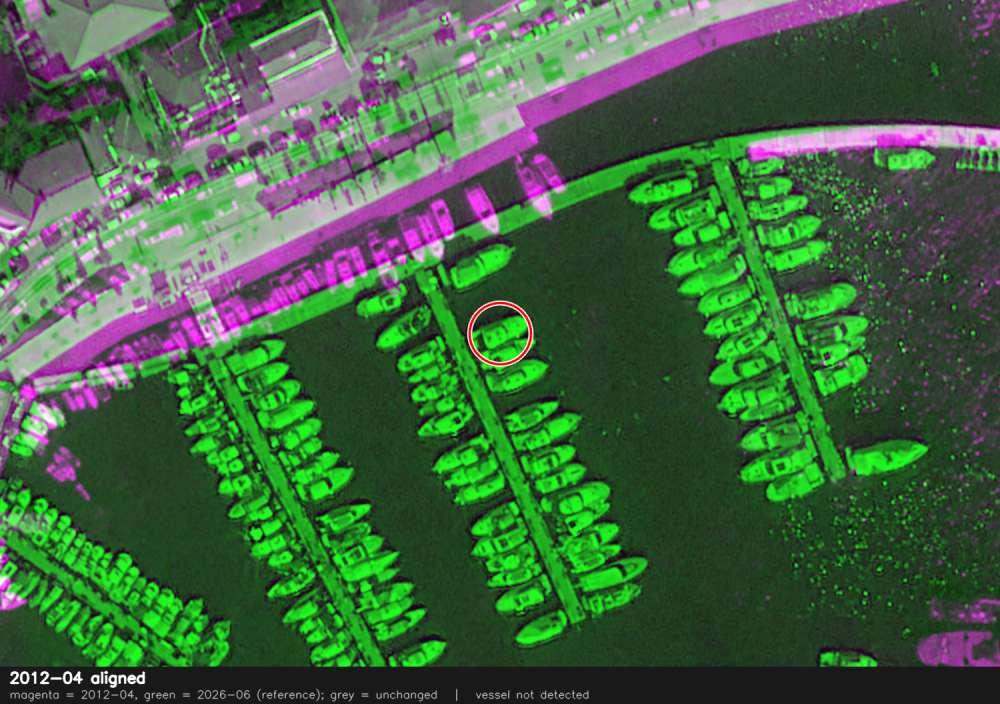 2012-04 aligned
magenta = 2012-04, green = 2026-06 (reference); grey = unchanged | vessel not detected